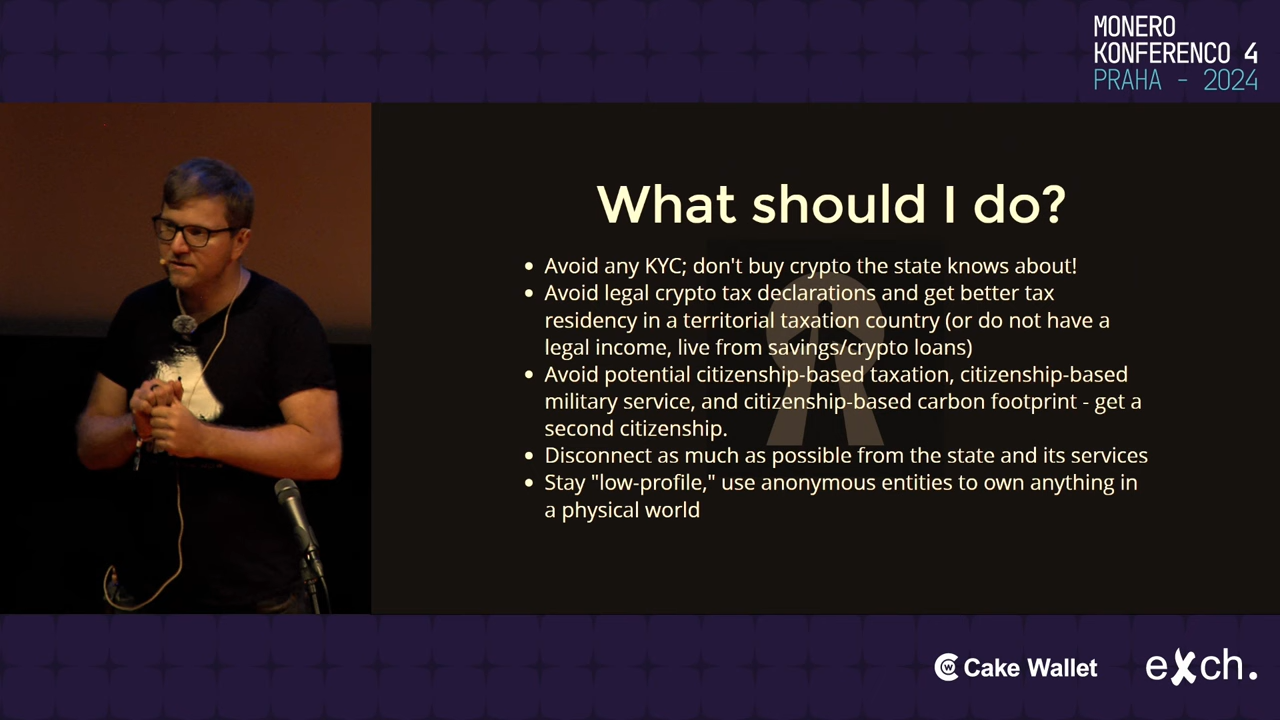 MONERO
KONFERENCO 4
PRAHA - 2024
What should I do?
• Avoid any KYC; don't buy crypto the state knows about!
• Avoid legal crypto tax declarations and get better tax
residency in a territorial taxation country (or do not have a
legal income, live from savings/crypto loans)
• Avoid potential citizenship-based taxation, citizenship-based
military service, and citizenship-based carbon footprint - get a
second citizenship.
• Disconnect as much as possible from the state and its services
• Stay "low-profile," use anonymous entities to own anything in
a physical world
Cake Wallet
exch.